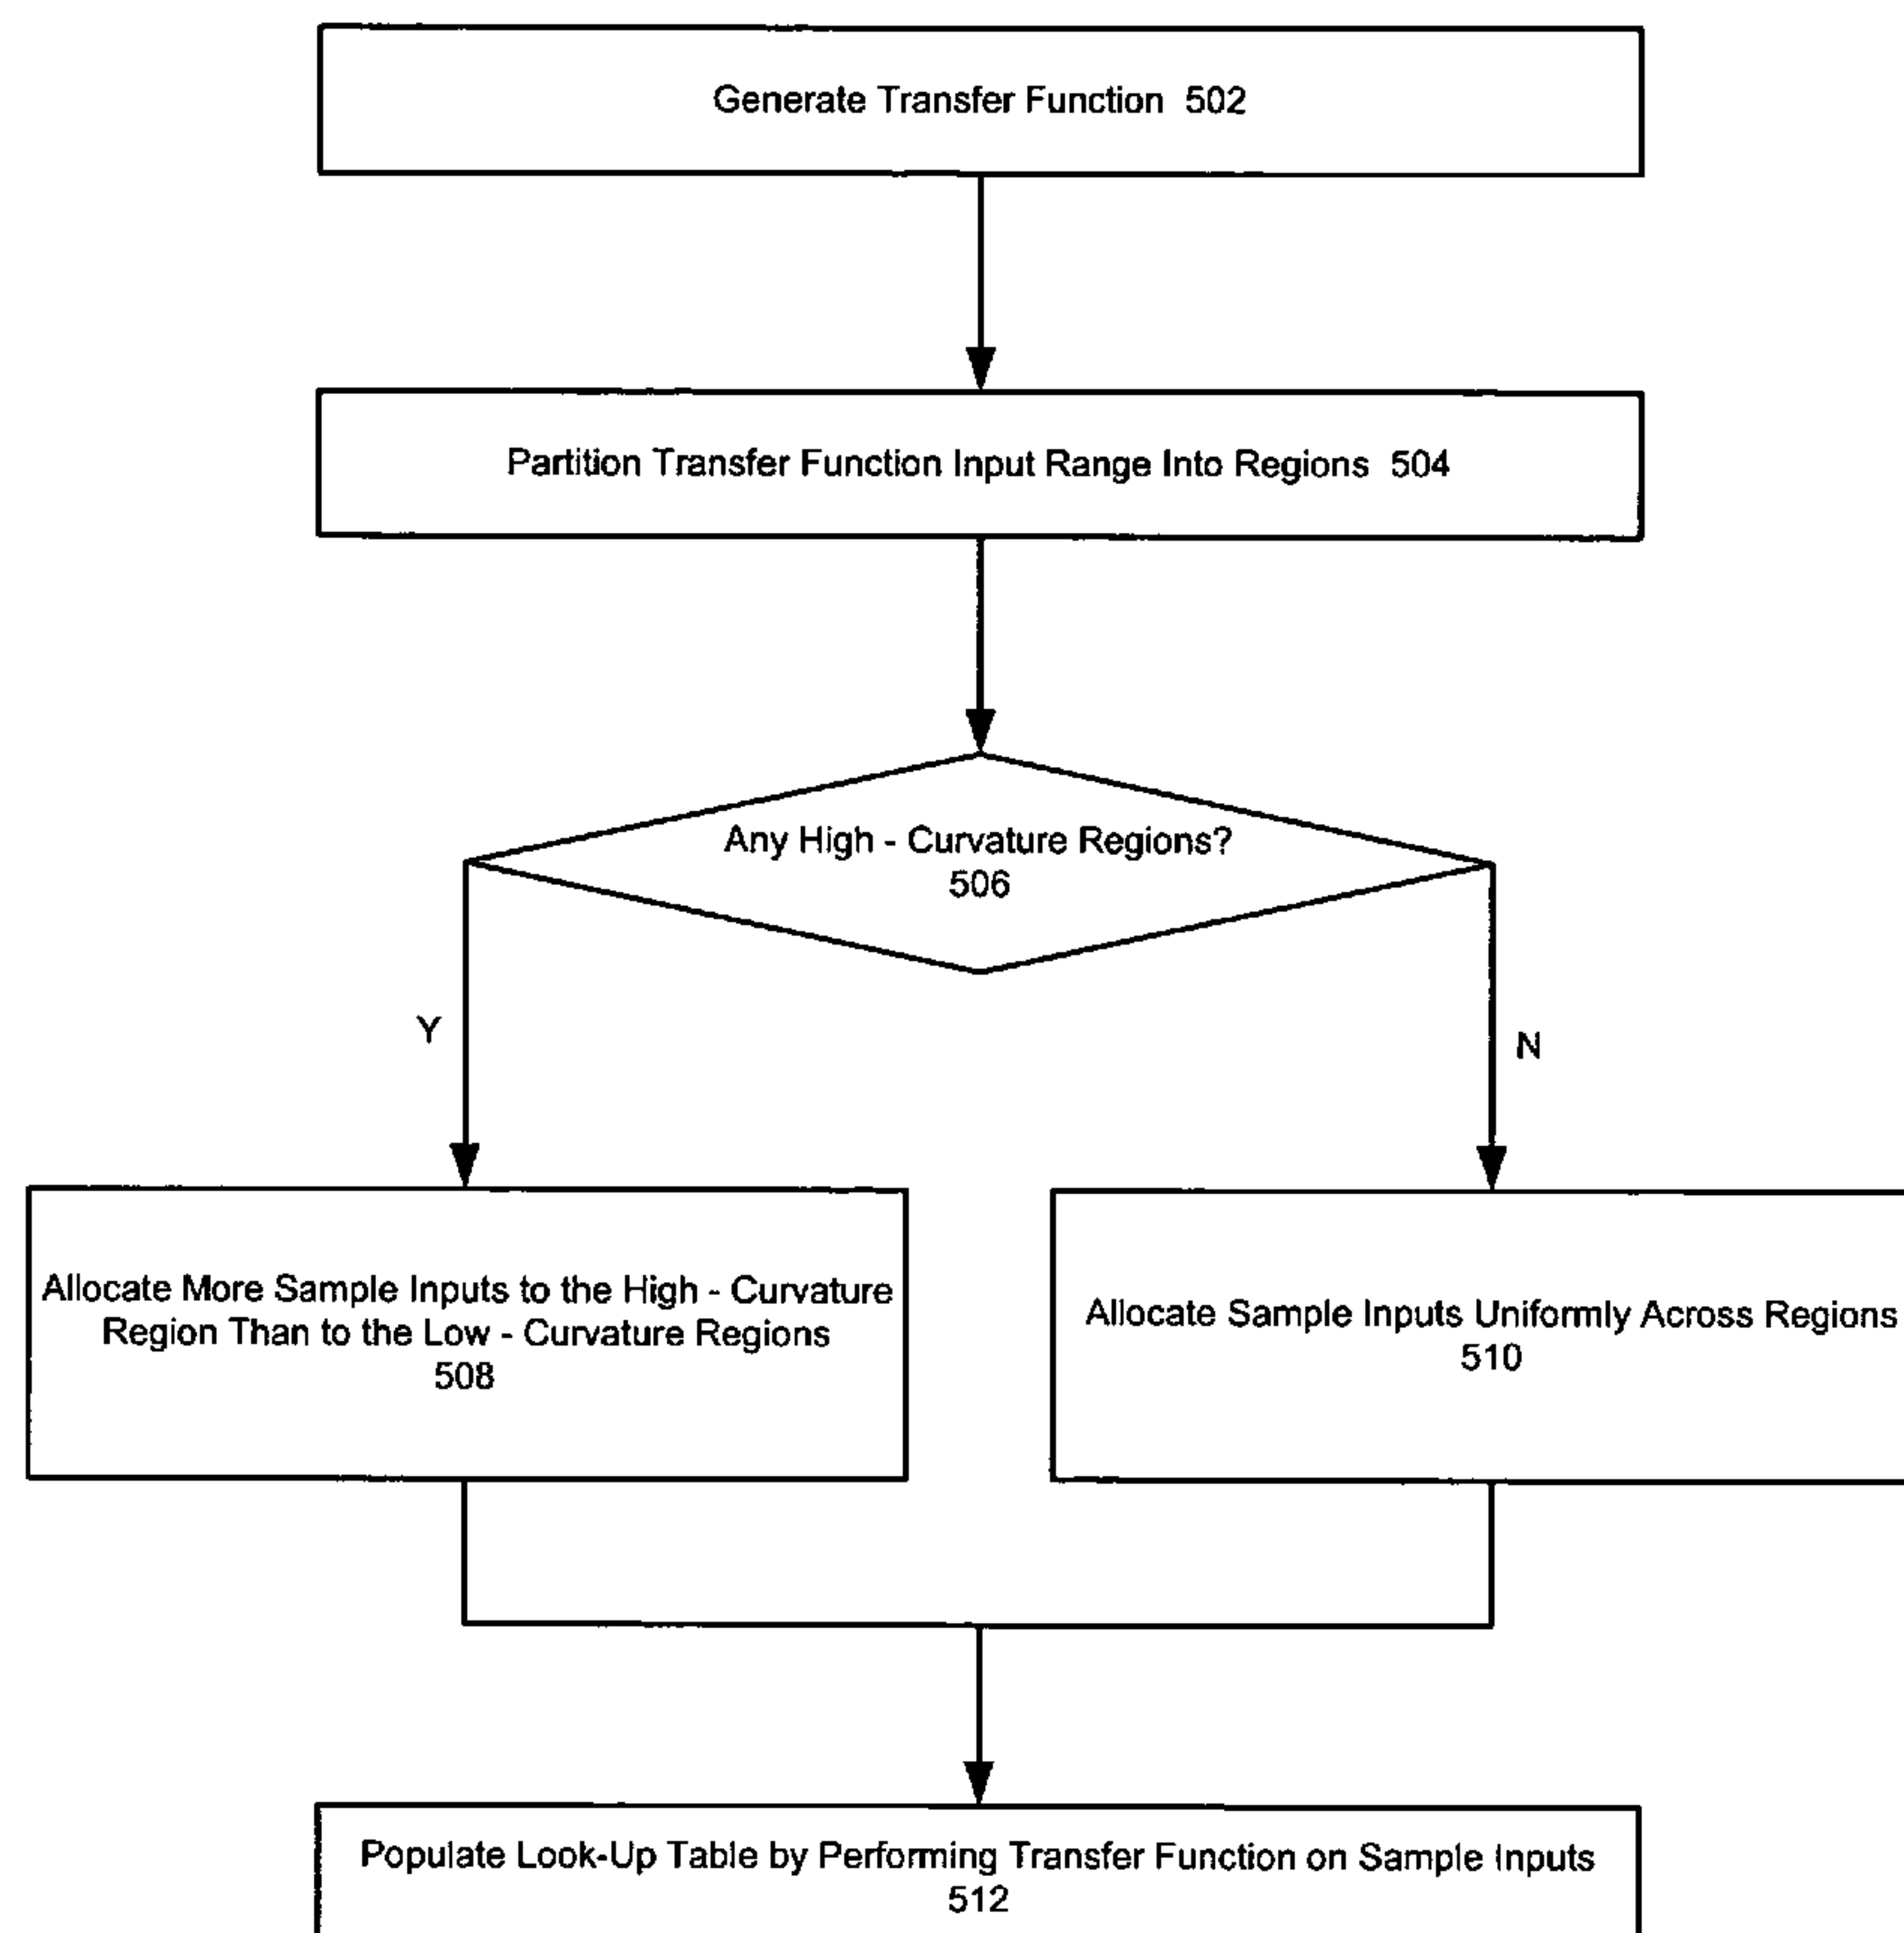 Generate Transfer Function 502
Partition Transfer Function Input Range Into Regions 504
Any High - Curvature Regions?
506
Y
N
Allocate More Sample Inputs to the High - Curvature
Region Than to the Low - Curvature Regions
508
Allocate Sample Inputs Uniformly Across Regions
510
Populate Look-Up Table by Performing Transfer Function on Sample Inputs
512